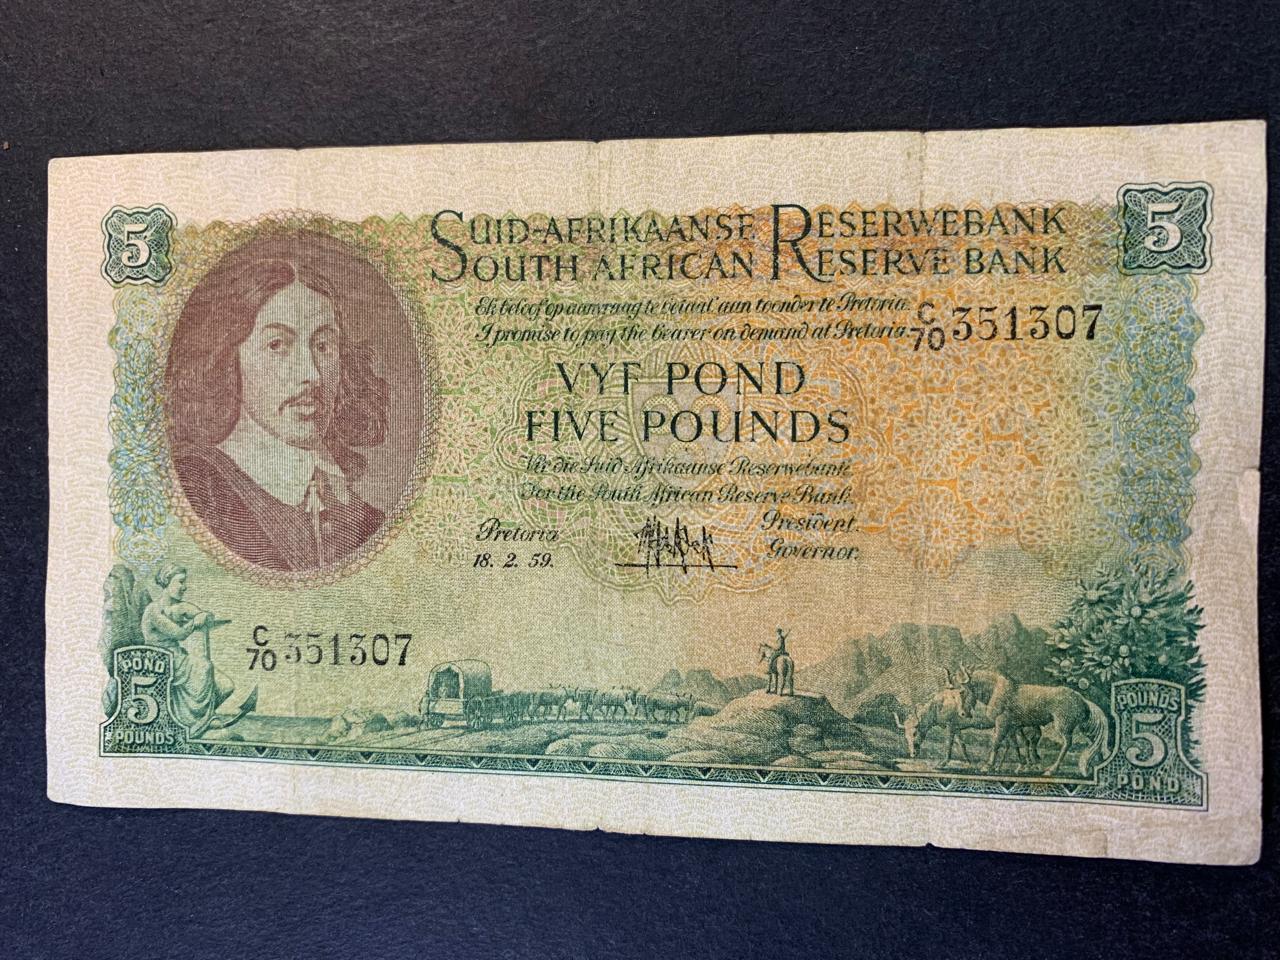 5
5
SUID-AFRIKAANSE RESERWEBANK
SOUTH AFRICAN RESERVE BANK
Ek beloof op aanvraag te betaal aan toonder te Pretoria.
I promise to pay the bearer on demand at Pretoria.
C/70 351307
VYF POND
FIVE POUNDS
Vir die Suid Afrikaanse Reserwebank
For the South African Reserve Bank.
Pretoria
18. 2. 59.
President.
Governor.
C/70 351307
POND
5
POUNDS
POUNDS
5
POND